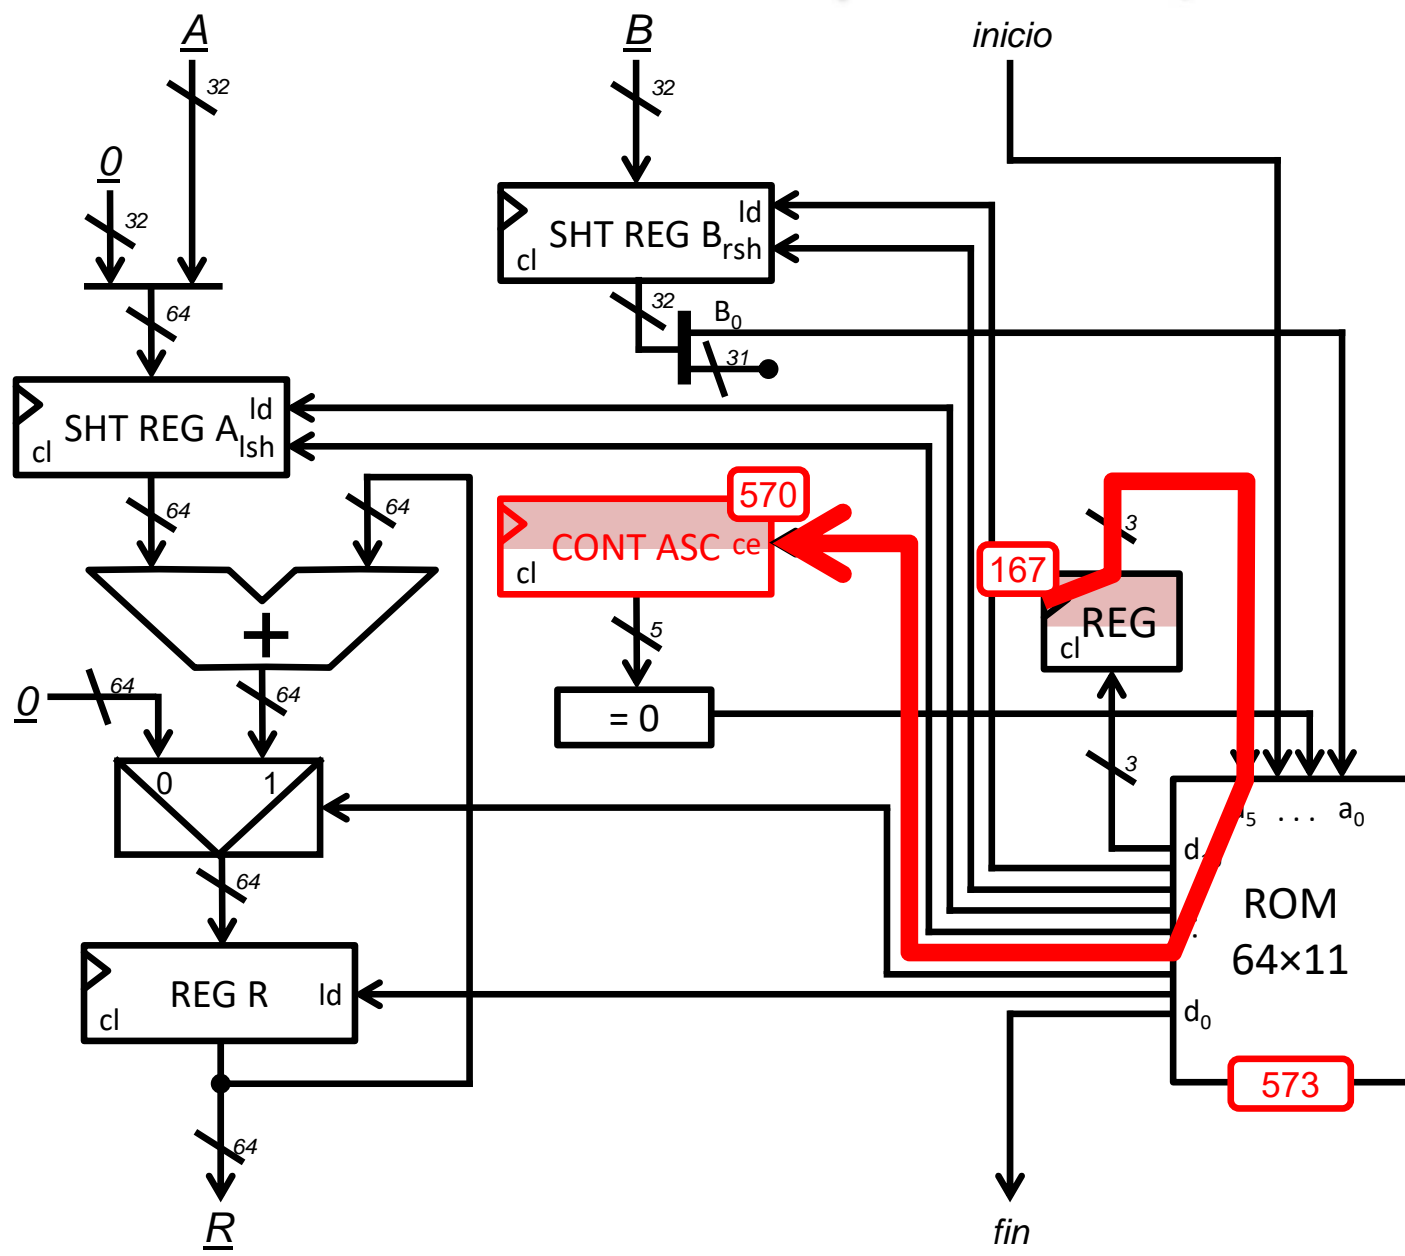 A
B
inicio
32
32
0
32
ld
SHT REG B
rsh
cl
64
32
B0
31
3
ld
SHT REG A
lsh
cl
64
64
570
CONT ASC ce
cl
167
REG
cl
+
5
0
64
64
= 0
3
0 1
a0
5 ...
d
64
ROM
64×11
REG R
ld
cl
d0
573
64
R
fin